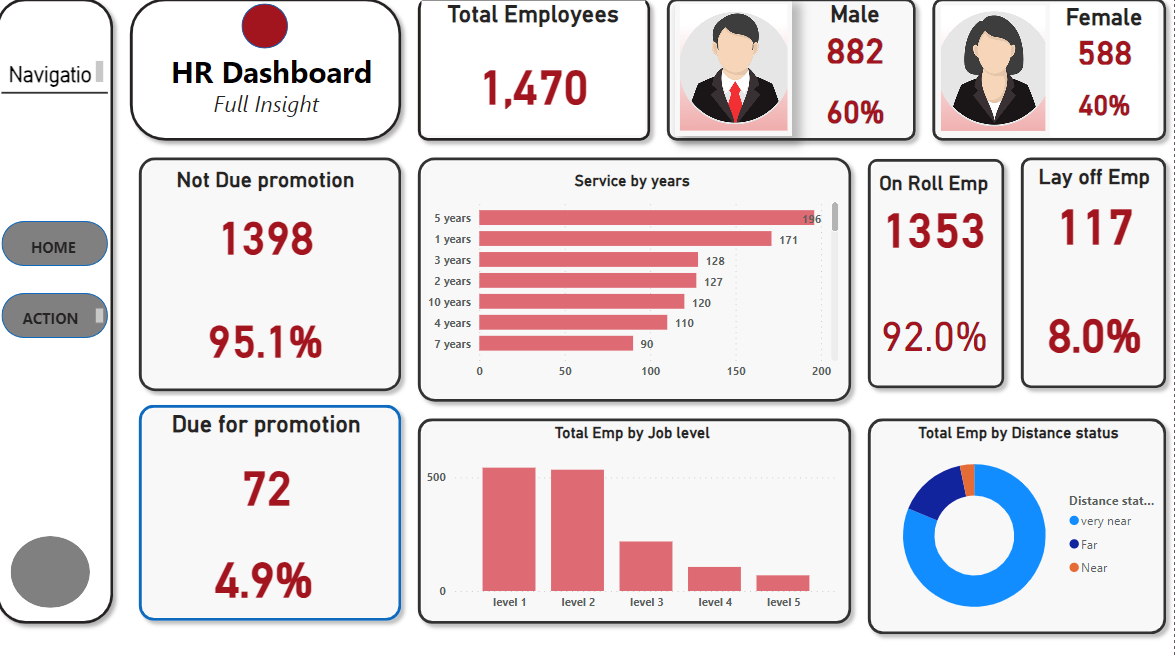 Navigatio
HOME
ACTION
HR Dashboard
Full Insight
Total Employees
1,470
Male
882
60%
Female
588
40%
Not Due promotion
1398
95.1%
Service by years
5 years 196
1 years 171
3 years 128
2 years 127
10 years 120
4 years 110
7 years 90
0 50 100 150 200
On Roll Emp
1353
92.0%
Lay off Emp
117
8.0%
Due for promotion
72
4.9%
Total Emp by Job level
500
0
level 1 level 2 level 3 level 4 level 5
Total Emp by Distance status
Distance stat...
very near
Far
Near